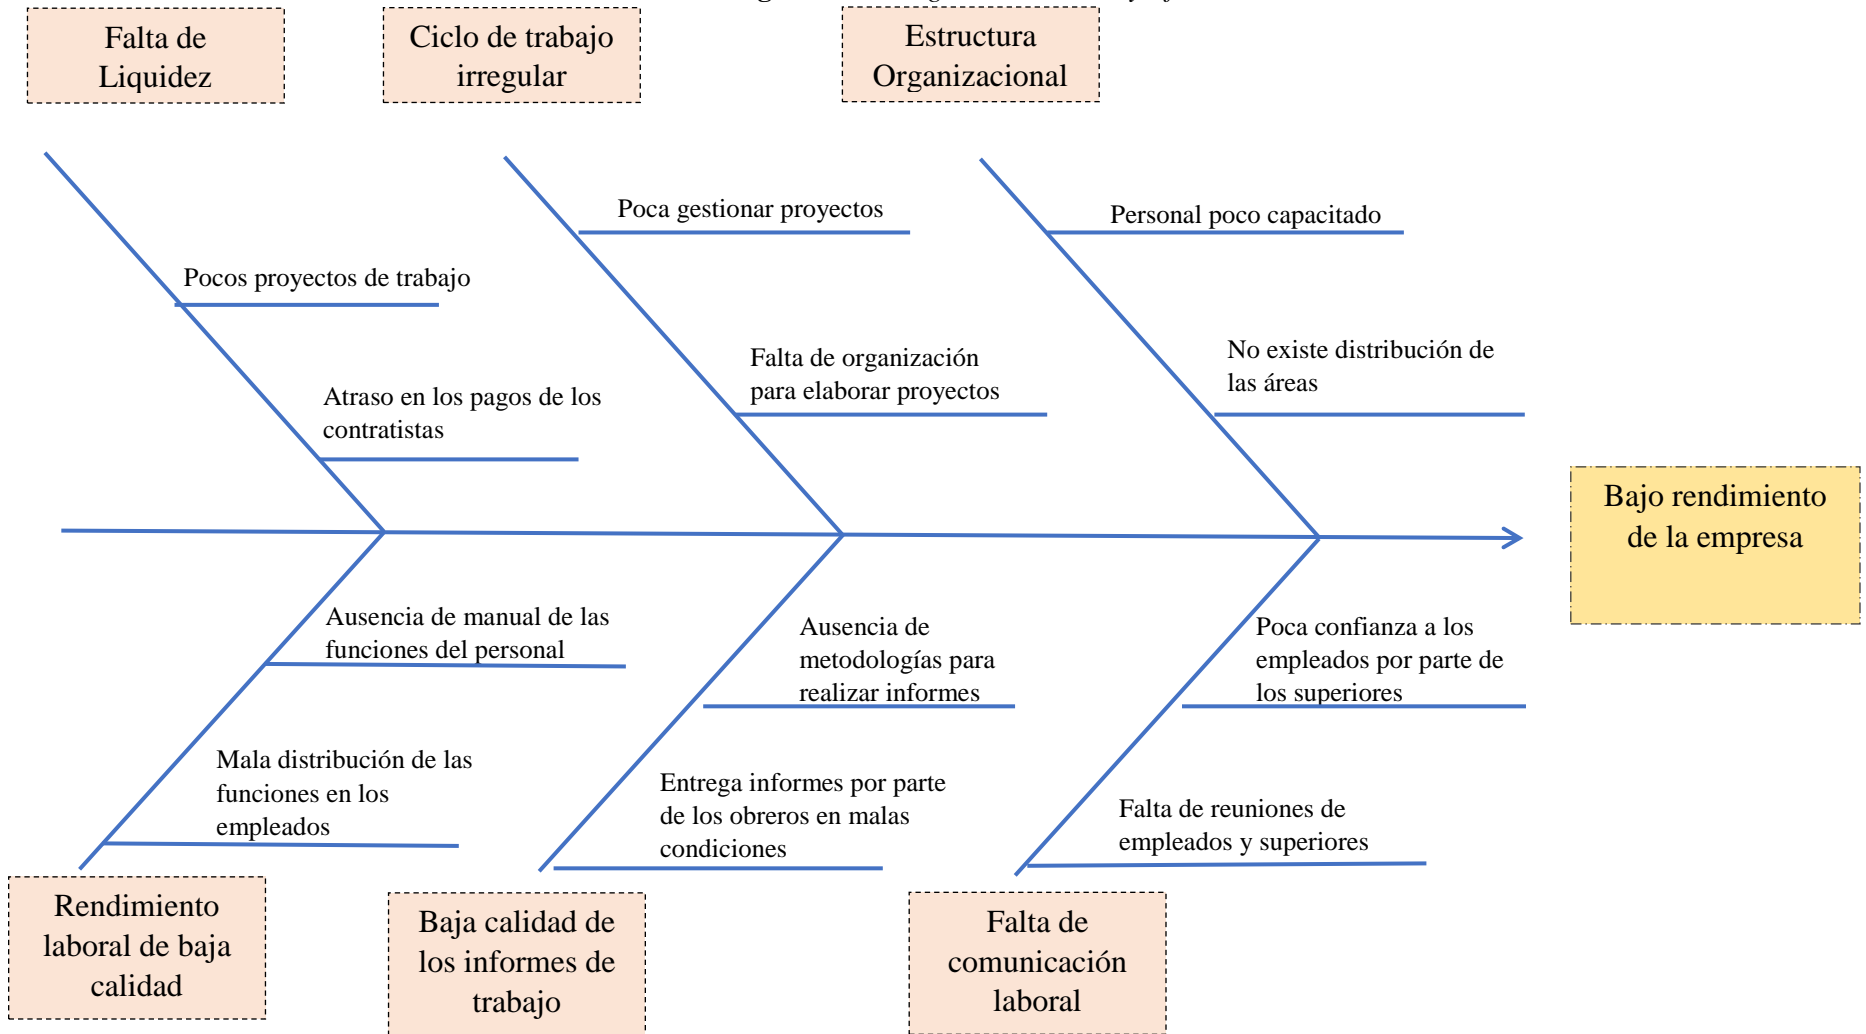 Falta de
Liquidez
Ciclo de trabajo
irregular
Estructura
Organizacional
Poca gestionar proyectos
Personal poco capacitado
Pocos proyectos de trabajo
Falta de organización
para elaborar proyectos
No existe distribución de
las áreas
Atraso en los pagos de los
contratistas
Bajo rendimiento
de la empresa
Ausencia de manual de las
funciones del personal
Ausencia de
metodologías para
realizar informes
Poca confianza a los
empleados por parte de
los superiores
Mala distribución de las
funciones en los
empleados
Entrega informes por parte
de los obreros en malas
condiciones
Falta de reuniones de
empleados y superiores
Rendimiento
laboral de baja
calidad
Baja calidad de
los informes de
trabajo
Falta de
comunicación
laboral